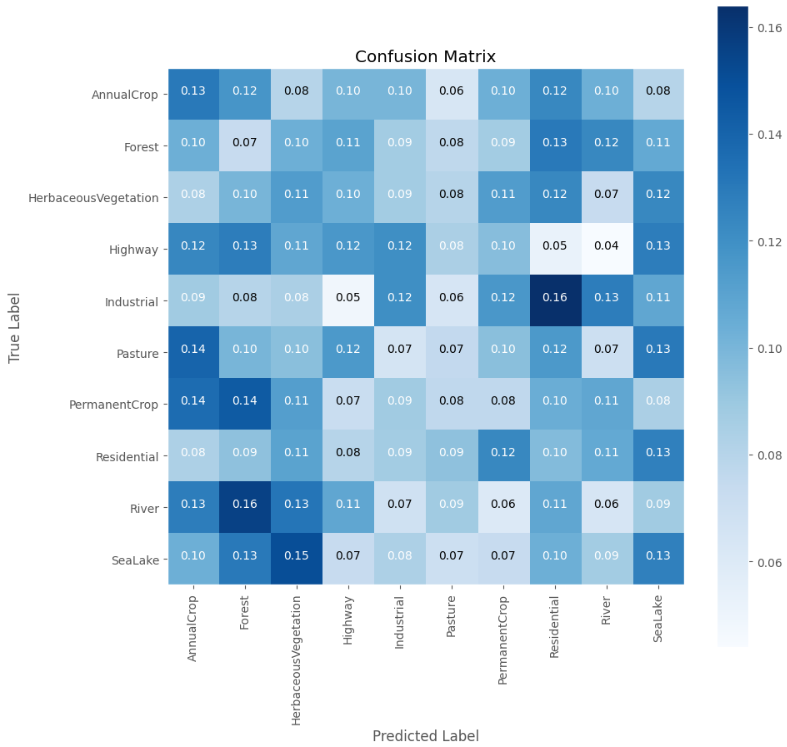 Confusion Matrix
True Label
AnnualCrop 0.13 0.12 0.08 0.10 0.10 0.06 0.10 0.12 0.10 0.08
Forest 0.10 0.07 0.10 0.11 0.09 0.08 0.09 0.13 0.12 0.11
HerbaceousVegetation 0.08 0.10 0.11 0.10 0.09 0.08 0.11 0.12 0.07 0.12
Highway 0.12 0.13 0.11 0.12 0.12 0.08 0.10 0.05 0.04 0.13
Industrial 0.09 0.08 0.08 0.05 0.12 0.06 0.12 0.16 0.13 0.11
Pasture 0.14 0.10 0.10 0.12 0.07 0.07 0.10 0.12 0.07 0.13
PermanentCrop 0.14 0.14 0.11 0.07 0.09 0.08 0.08 0.10 0.11 0.08
Residential 0.08 0.09 0.11 0.08 0.09 0.09 0.12 0.10 0.11 0.13
River 0.13 0.16 0.13 0.11 0.07 0.09 0.06 0.11 0.06 0.09
SeaLake 0.10 0.13 0.15 0.07 0.08 0.07 0.07 0.10 0.09 0.13
AnnualCrop
Forest
HerbaceousVegetation
Highway
Industrial
Pasture
PermanentCrop
Residential
River
SeaLake
Predicted Label
0.16
0.14
0.12
0.10
0.08
0.06